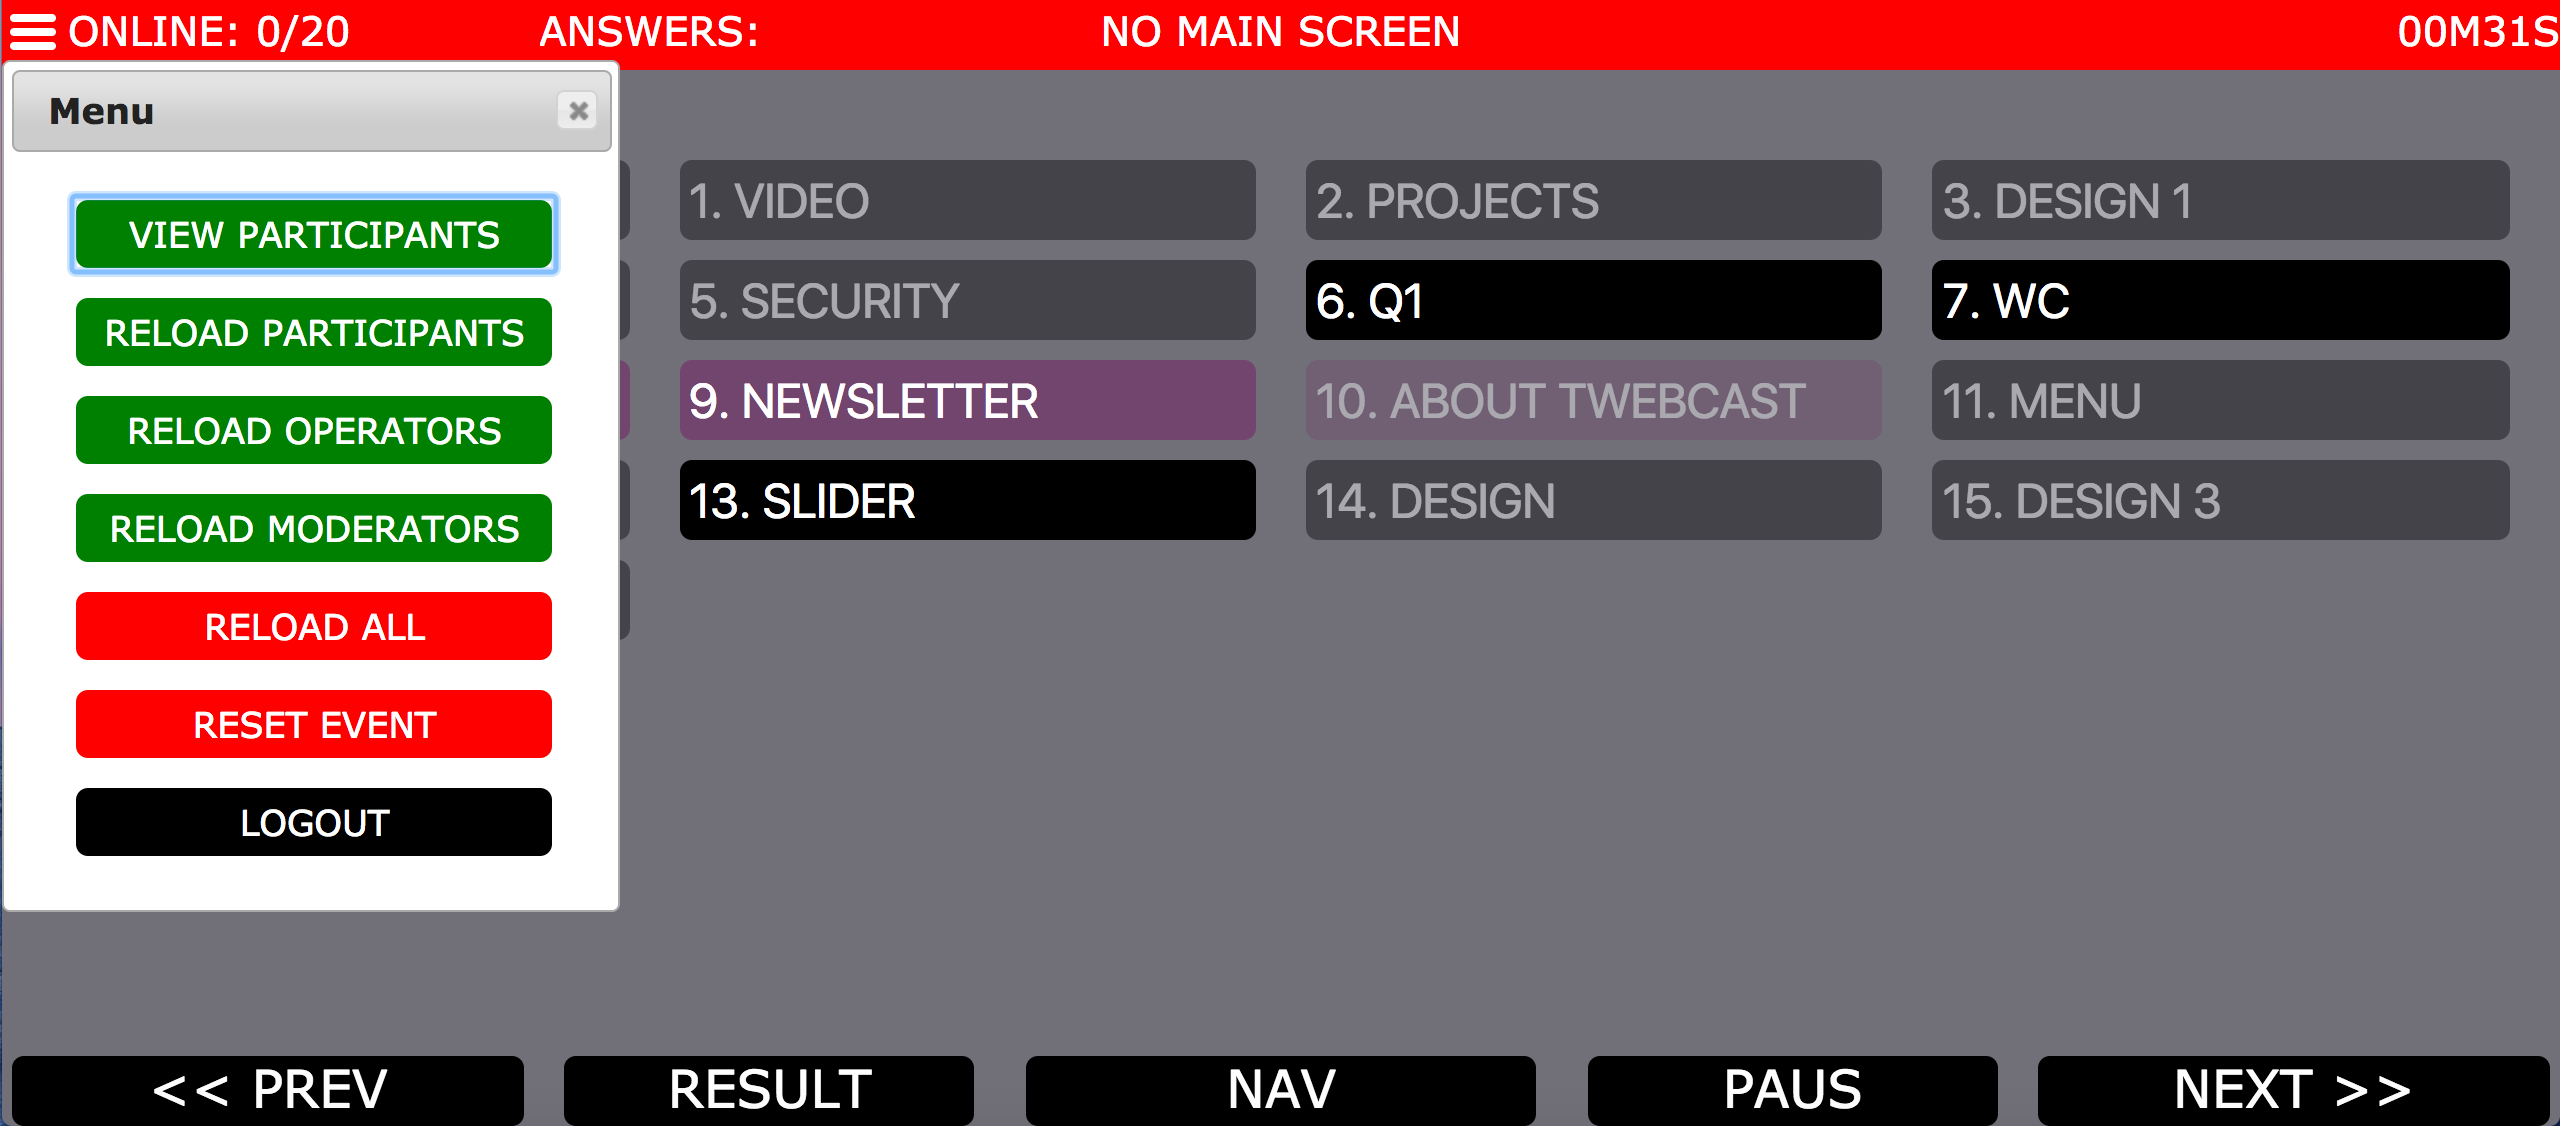 ONLINE: 0/20 ANSWERS: NO MAIN SCREEN 00M31S
Menu
VIEW PARTICIPANTS
RELOAD PARTICIPANTS
RELOAD OPERATORS
RELOAD MODERATORS
RELOAD ALL
RESET EVENT
LOGOUT
1. VIDEO
2. PROJECTS
3. DESIGN 1
5. SECURITY
6. Q1
7. WC
9. NEWSLETTER
10. ABOUT TWEBCAST
11. MENU
13. SLIDER
14. DESIGN
15. DESIGN 3
<< PREV
RESULT
NAV
PAUS
NEXT >>